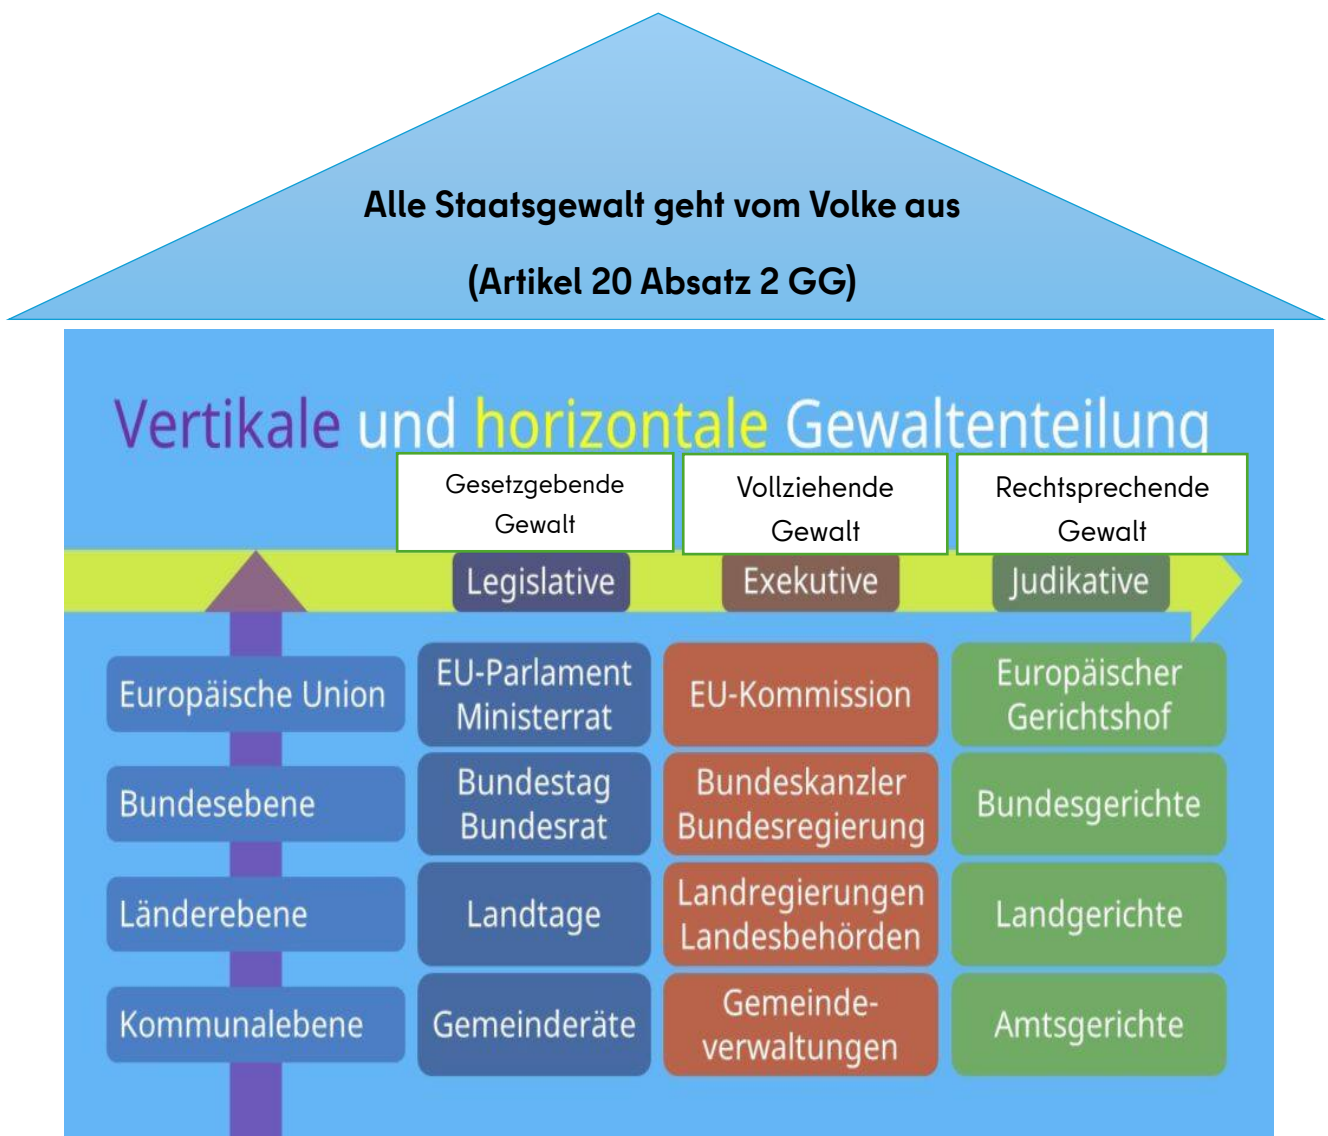 Alle Staatsgewalt geht vom Volke aus
(Artikel 20 Absatz 2 GG)
Vertikale und horizontale Gewaltenteilung
Gesetzgebende
Gewalt
Vollziehende
Gewalt
Rechtsprechende
Gewalt
Legislative
Exekutive
Judikative
Europäische Union
EU-Parlament
Ministerrat
EU-Kommission
Europäischer
Gerichtshof
Bundesebene
Bundestag
Bundesrat
Bundeskanzler
Bundesregierung
Bundesgerichte
Länderebene
Landtage
Landregierungen
Landesbehörden
Landgerichte
Kommunalebene
Gemeinderäte
Gemeinde-
verwaltungen
Amtsgerichte